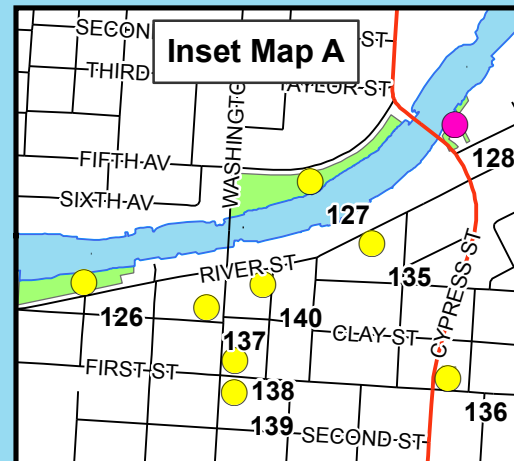 SECON
ST
Inset Map A
THIRD
TAYLOR ST
WASHINGTO
FIFTH AV
128
SIXTH AV
127
RIVER ST
135
CYPRESS ST
126
140
CLAY ST
137
FIRST ST
138
136
139
SECOND ST